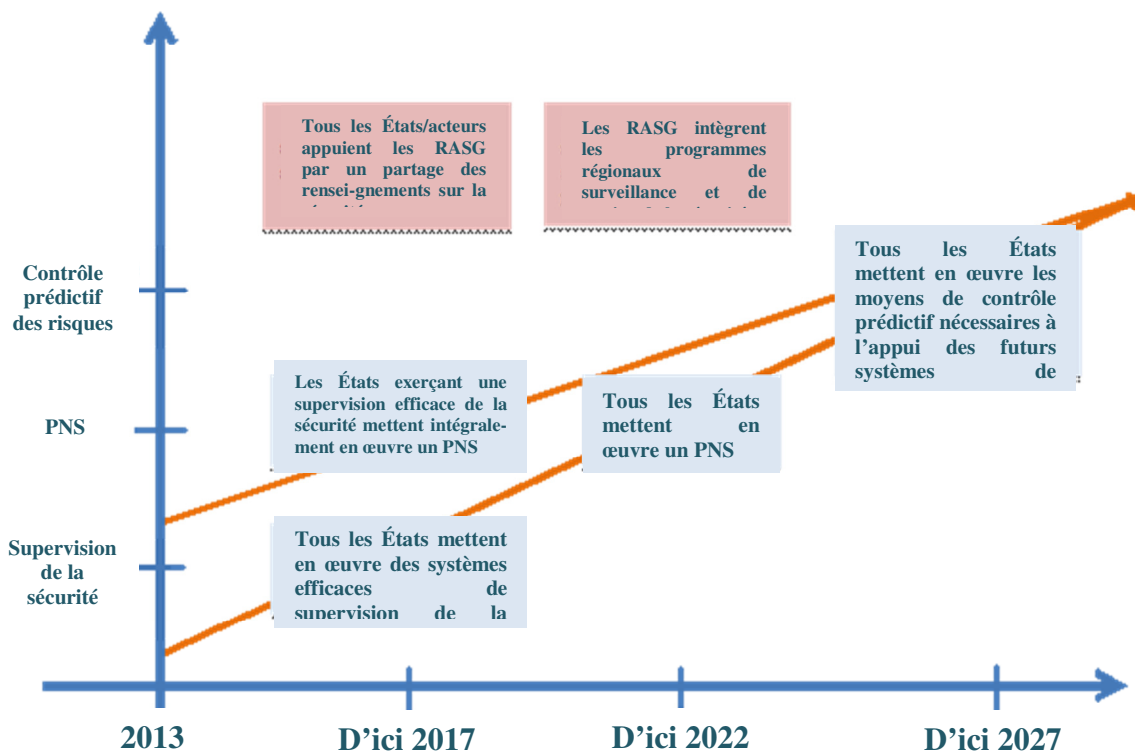 Tous les États/acteurs
appuient les RASG
par un partage des
rensei-gnements sur la
Les RASG intègrent
les programmes
régionaux de
surveillance et de
Contrôle
prédictif
des risques
Tous les États
mettent en œuvre les
moyens de contrôle
prédictif nécessaires à
l'appui des futurs
systèmes de
PNS
Les États exerçant une
supervision efficace de la
sécurité mettent intégrale-
ment en œuvre un PNS
Tous les États
mettent en
œuvre un PNS
Supervision
de la
sécurité
Tous les États mettent
en œuvre des systèmes
efficaces de
supervision de la
2013
D'ici 2017
D'ici 2022
D'ici 2027